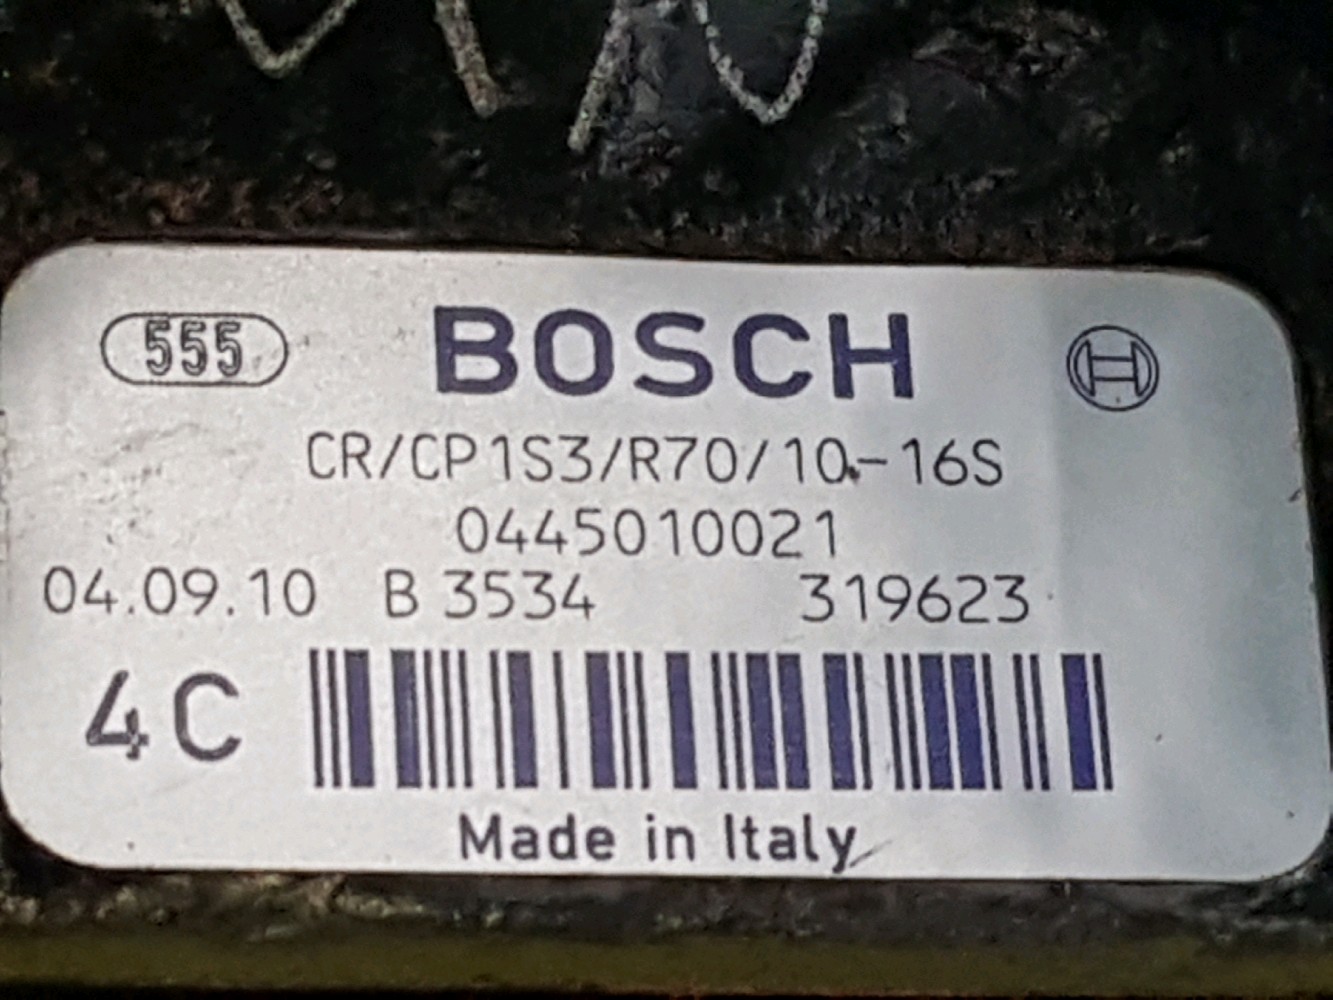 555 BOSCH
CR/CP1S3/R70/10-16S
0445010021
04.09.10 B 3534 319623
4C
Made in Italy